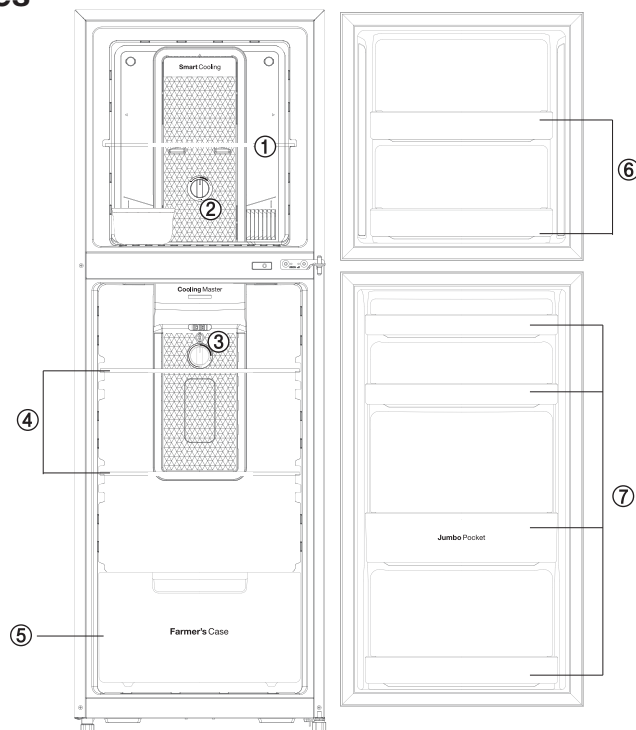 Smart Cooling
①
②
⑥
Cooling Master
③
④
⑦
Jumbo Pocket
⑤
Farmer's Case